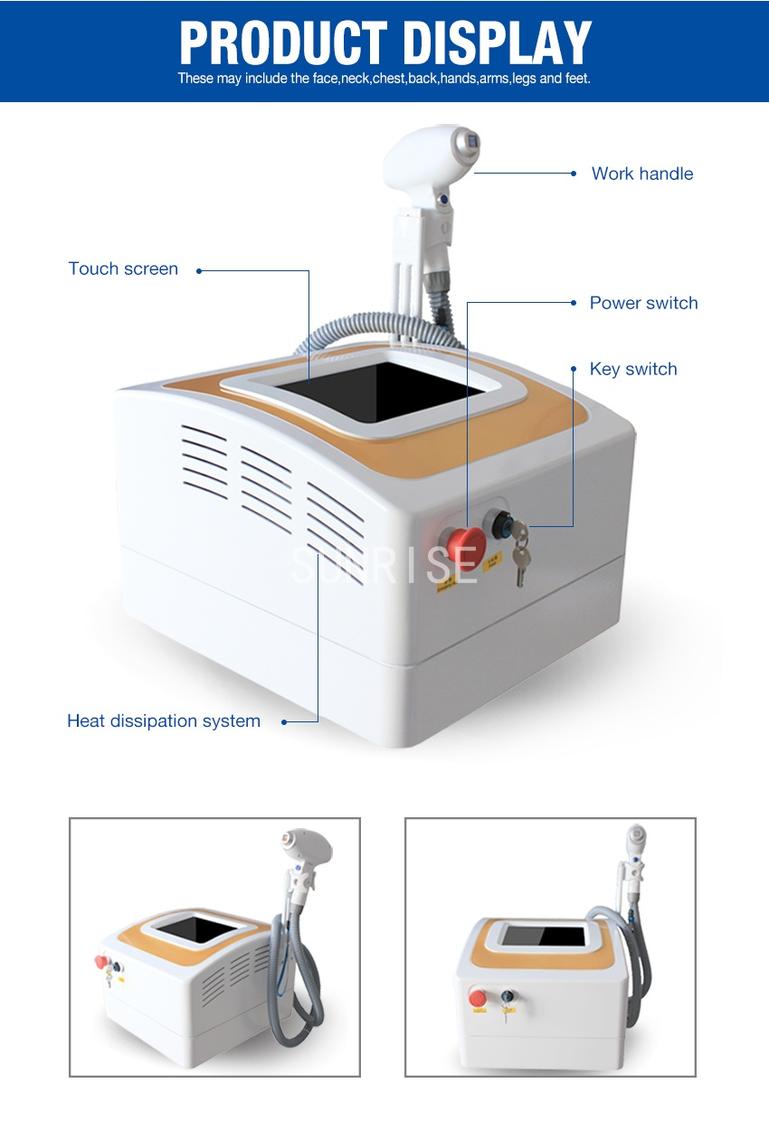 PRODUCT DISPLAY
These may include the face,neck,chest,back,hands,arms,legs and feet.
Work handle
Touch screen
Power switch
Key switch
SUNRISE
Heat dissipation system